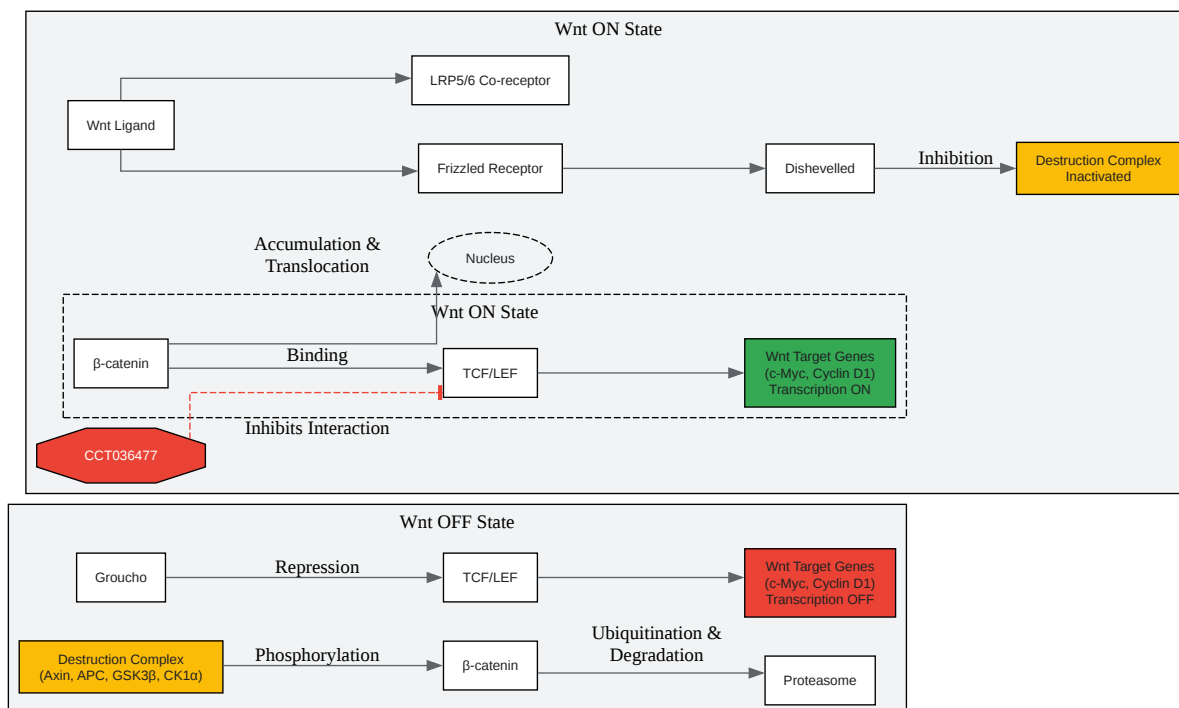 Wnt ON State
LRP5/6 Co-receptor
Wnt Ligand
Frizzled Receptor
Dishevelled
Inhibition
Destruction Complex
Inactivated
Accumulation &
Translocation
Nucleus
Wnt ON State
β-catenin
Binding
TCF/LEF
Wnt Target Genes
(c-Myc, Cyclin D1)
Transcription ON
Inhibits Interaction
CCT036477
Wnt OFF State
Groucho
Repression
TCF/LEF
Wnt Target Genes
(c-Myc, Cyclin D1)
Transcription OFF
Destruction Complex
(Axin, APC, GSK3β, CK1α)
Phosphorylation
β-catenin
Ubiquitination &
Degradation
Proteasome